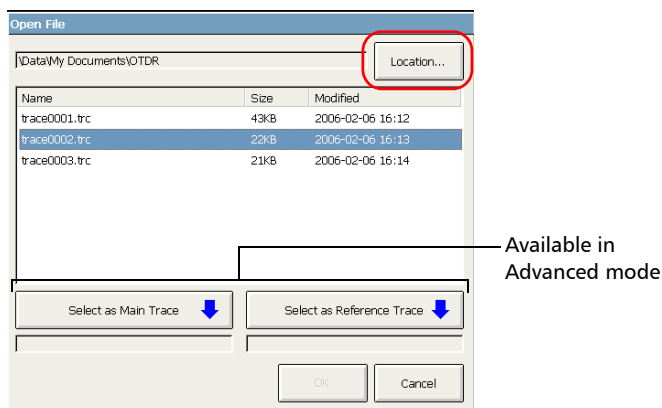 Open File
\Data\My Documents\OTDR
Location...
Name Size Modified
trace0001.trc 43KB 2006-02-06 16:12
trace0002.trc 22KB 2006-02-06 16:13
trace0003.trc 21KB 2006-02-06 16:14
Available in
Advanced mode
Select as Main Trace Select as Reference Trace
OK Cancel